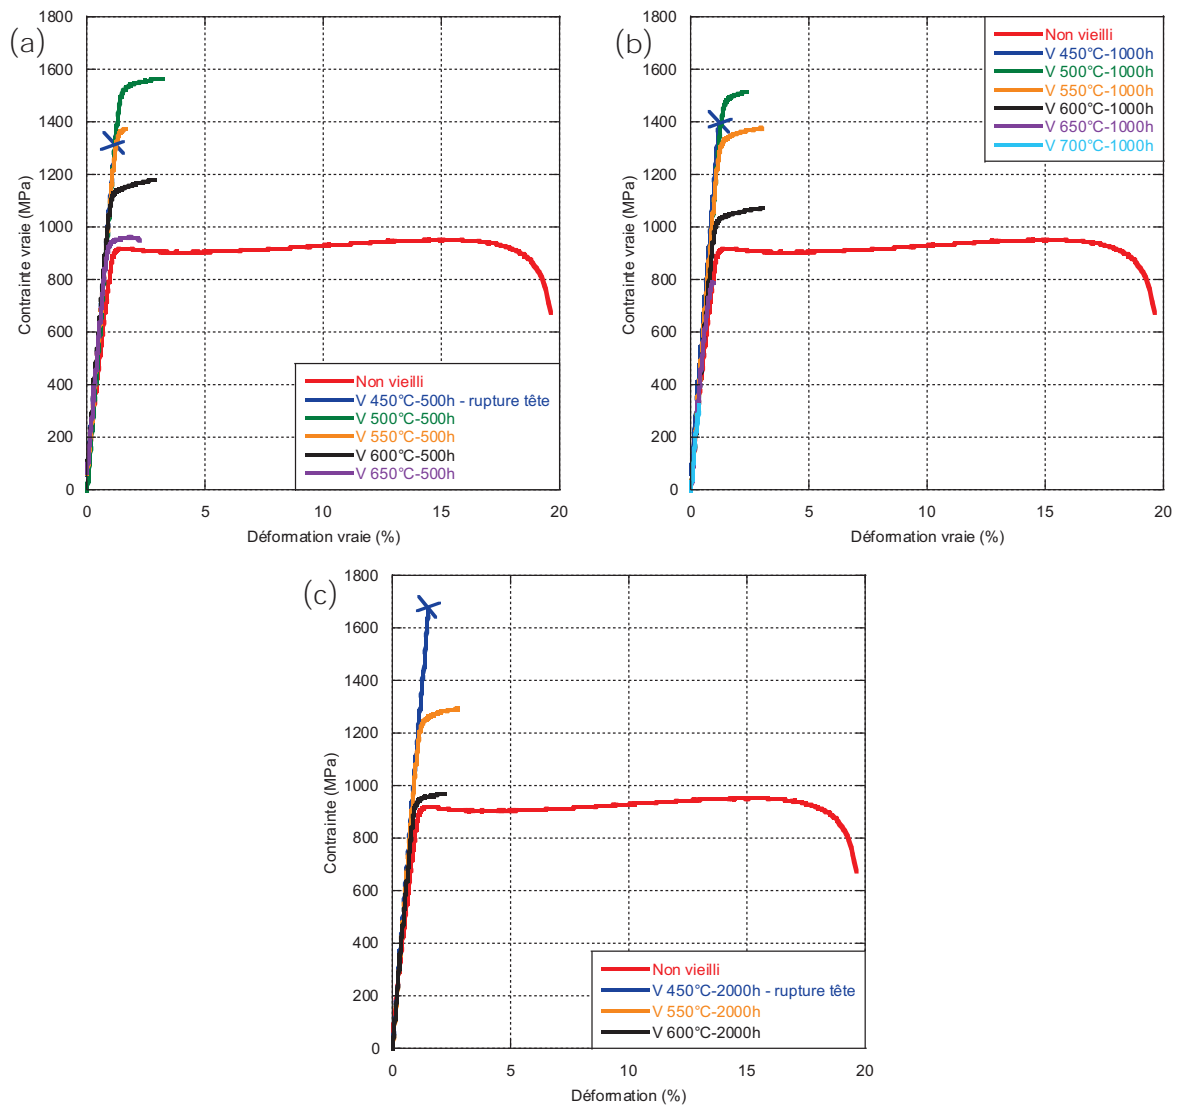 (a)
1800
1600
1400
1200
1000
800
600
400
200
0
Contrainte vraie (MPa)
Non vieilli
V 450°C-500h - rupture tête
V 500°C-500h
V 550°C-500h
V 600°C-500h
V 650°C-500h
0 5 10 15 20
Déformation vraie (%)
(b)
1800
1600
1400
1200
1000
800
600
400
200
0
Contrainte vraie (MPa)
Non vieilli
V 450°C-1000h
V 500°C-1000h
V 550°C-1000h
V 600°C-1000h
V 650°C-1000h
V 700°C-1000h
0 5 10 15 20
Déformation vraie (%)
(c)
1800
1600
1400
1200
1000
800
600
400
200
0
Contrainte (MPa)
Non vieilli
V 450°C-2000h - rupture tête
V 550°C-2000h
V 600°C-2000h
0 5 10 15 20
Déformation (%)